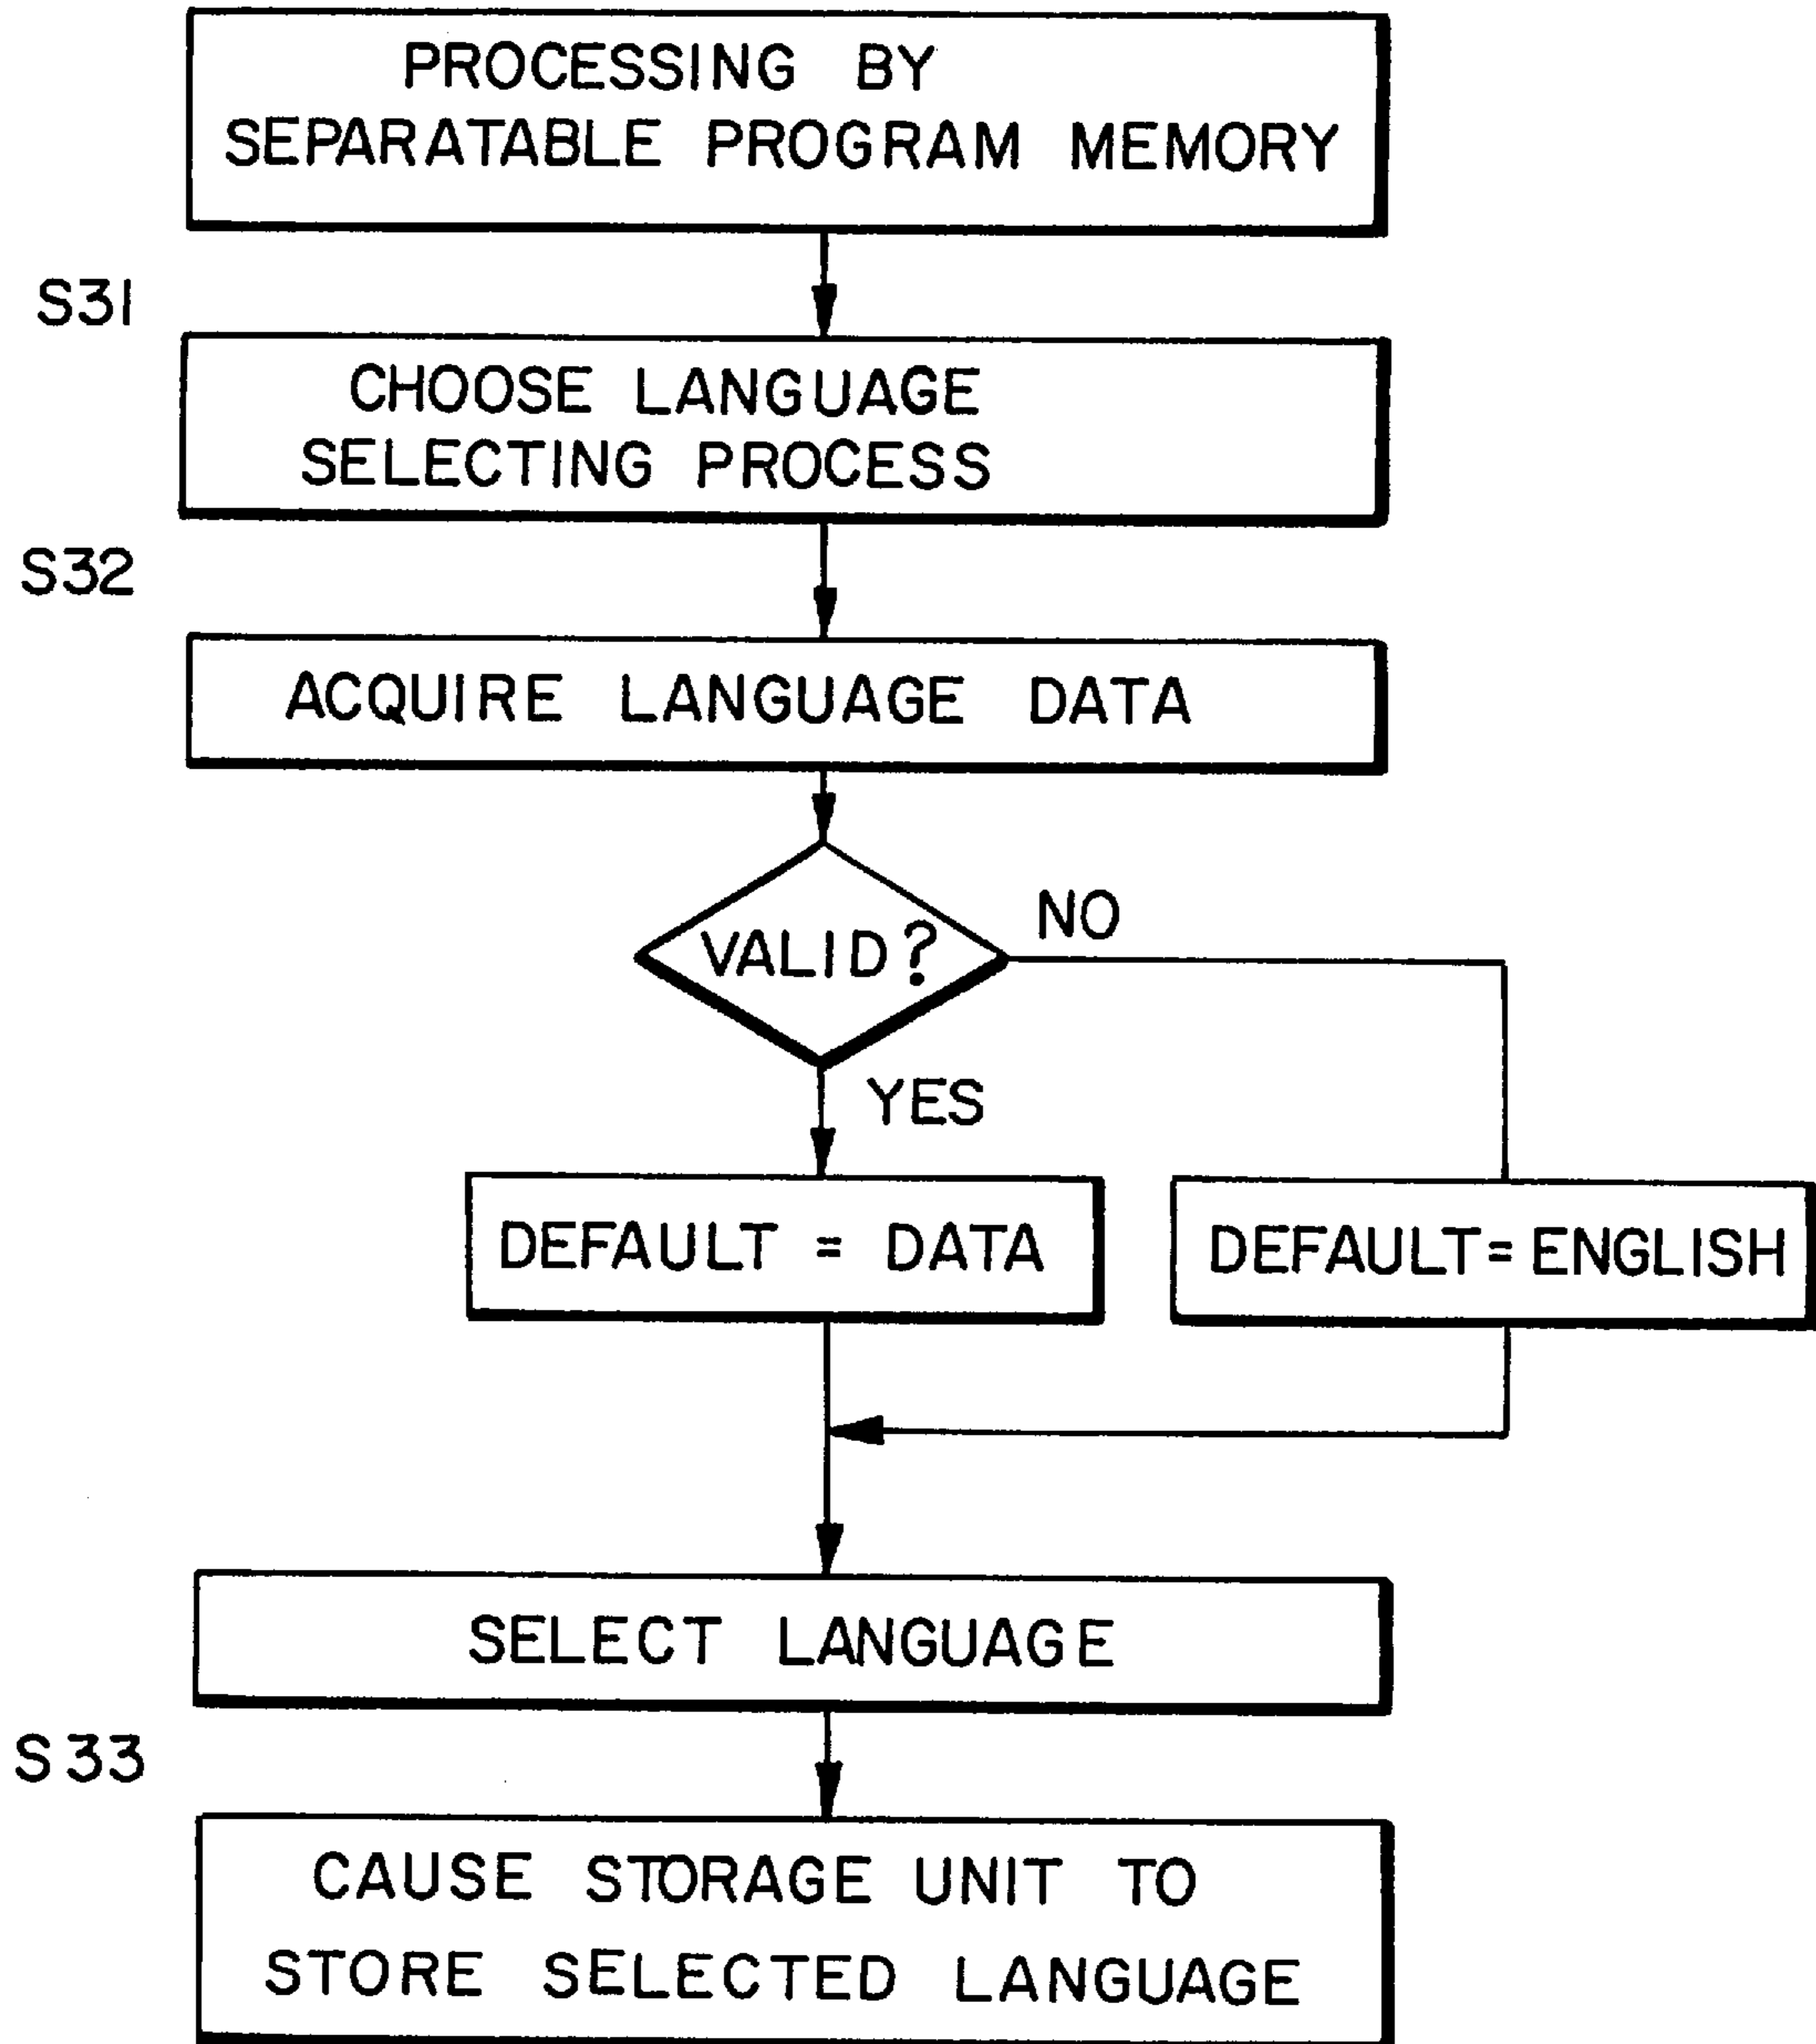 PROCESSING BY
SEPARATABLE PROGRAM MEMORY
S31
CHOOSE LANGUAGE
SELECTING PROCESS
S32
ACQUIRE LANGUAGE DATA
VALID?
NO
YES
DEFAULT = DATA
DEFAULT=ENGLISH
SELECT LANGUAGE
S33
CAUSE STORAGE UNIT TO
STORE SELECTED LANGUAGE